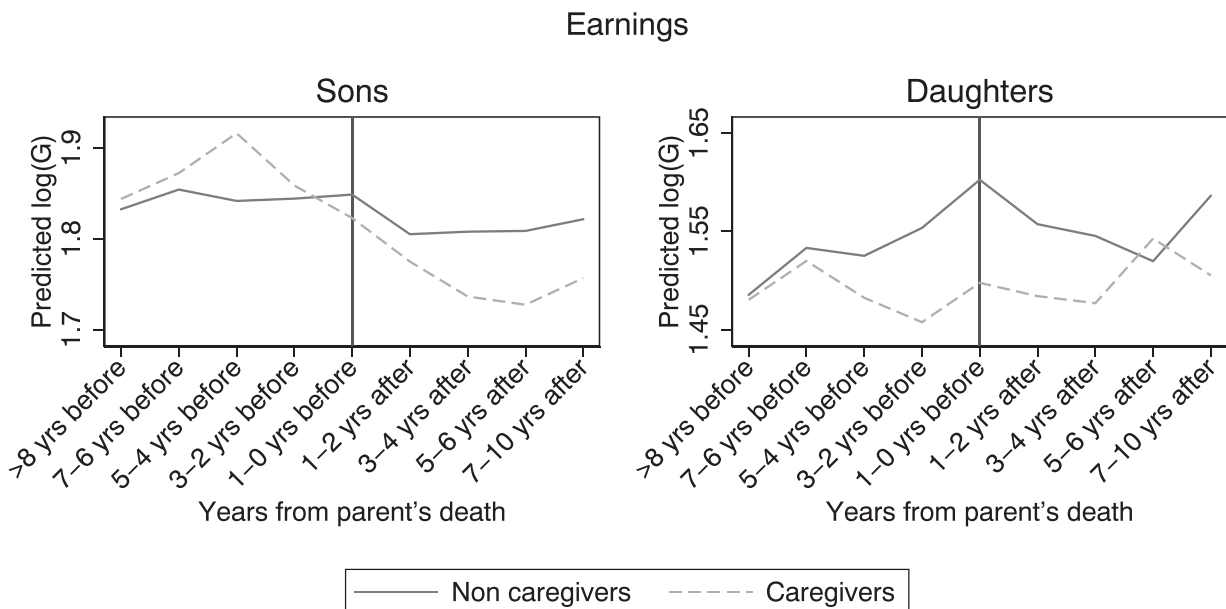 Earnings
Sons
Predicted log(G)
1.9
1.8
1.7
>8 yrs before
7–6 yrs before
5–4 yrs before
3–2 yrs before
1–0 yrs before
1–2 yrs after
3–4 yrs after
5–6 yrs after
7–10 yrs after
Years from parent's death
Daughters
Predicted log(G)
1.65
1.55
1.45
>8 yrs before
7–6 yrs before
5–4 yrs before
3–2 yrs before
1–0 yrs before
1–2 yrs after
3–4 yrs after
5–6 yrs after
7–10 yrs after
Years from parent's death
Non caregivers
Caregivers